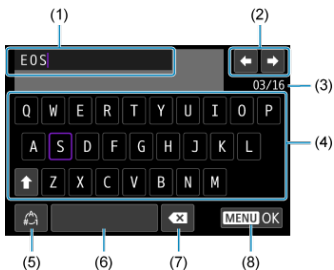 (1) (2)
EOS
03/16 (3)
Q W E R T Y U I O P
A S D F G H J K L (4)
Z X C V B N M
MENU OK
(5) (6) (7) (8)